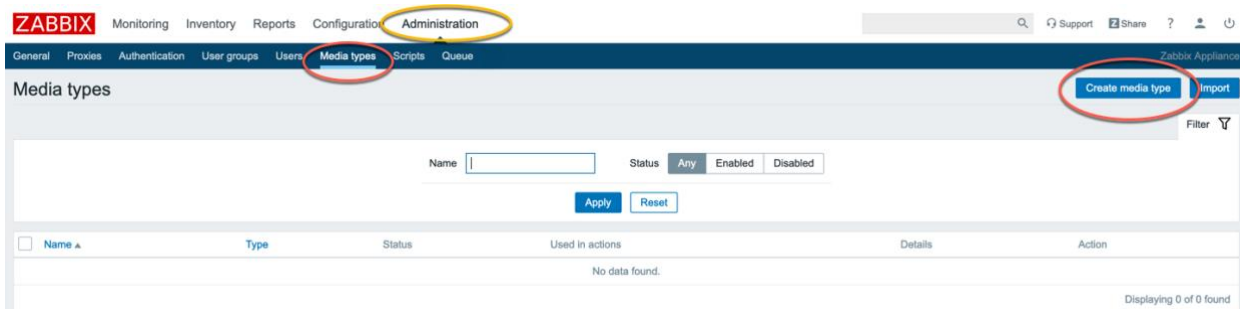 ZABBIX Monitoring Inventory Reports Configuration Administration Support Z Share ?
General Proxies Authentication User groups Users Media types Scripts Queue Zabbix Appliance
Media types Create media type Import
Filter
Name Status Any Enabled Disabled
Apply Reset
Name Type Status Used in actions Details Action
No data found.
Displaying 0 of 0 found